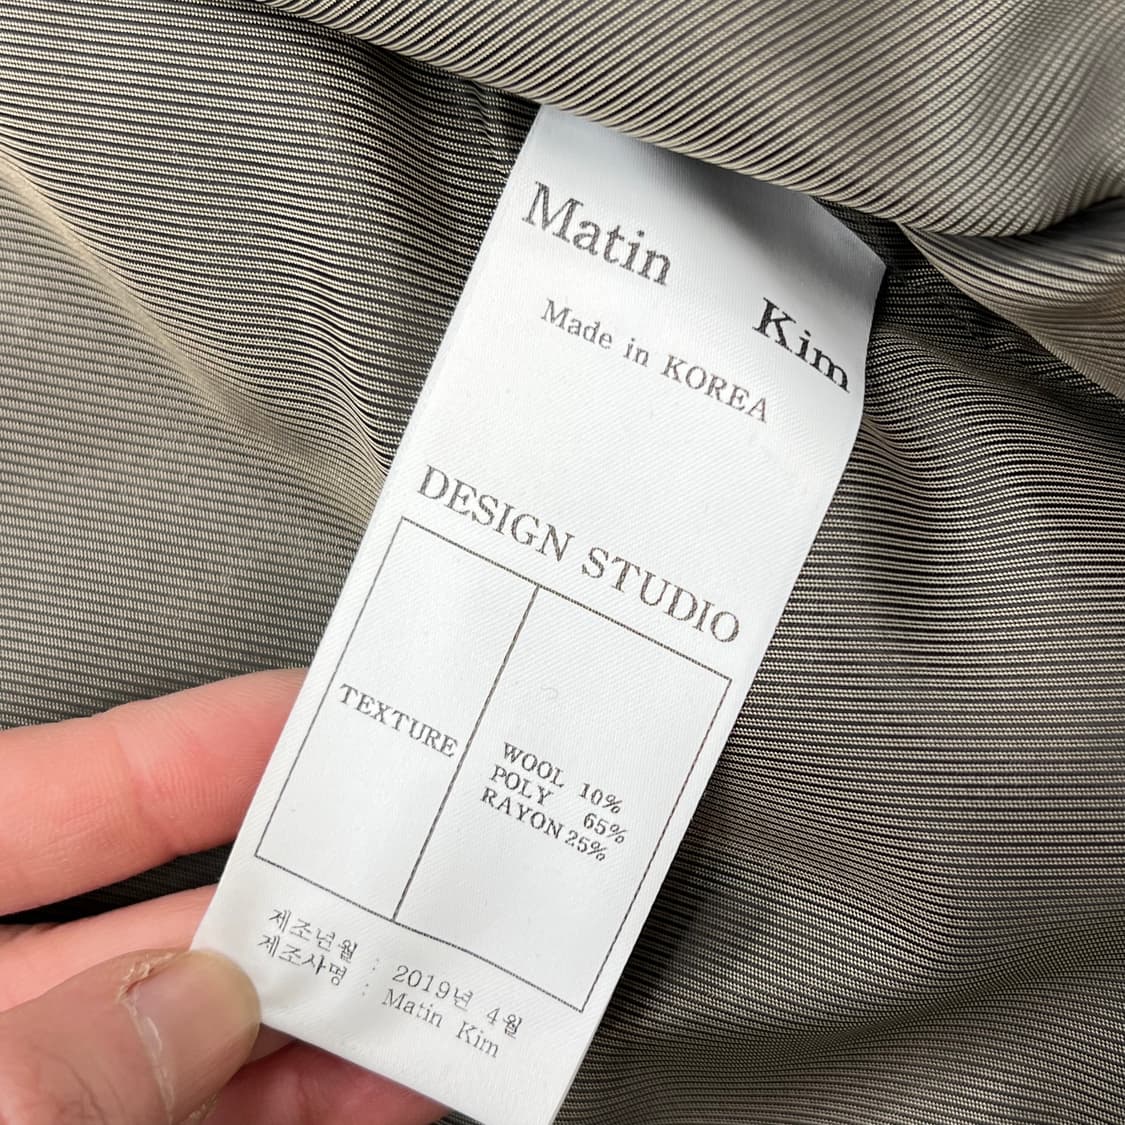 Matin Kim
Made in KOREA
DESIGN STUDIO
TEXTURE
WOOL 10%
POLY 65%
RAYON 25%
제조년월 : 2019년 4월
제조사명 : Matin Kim